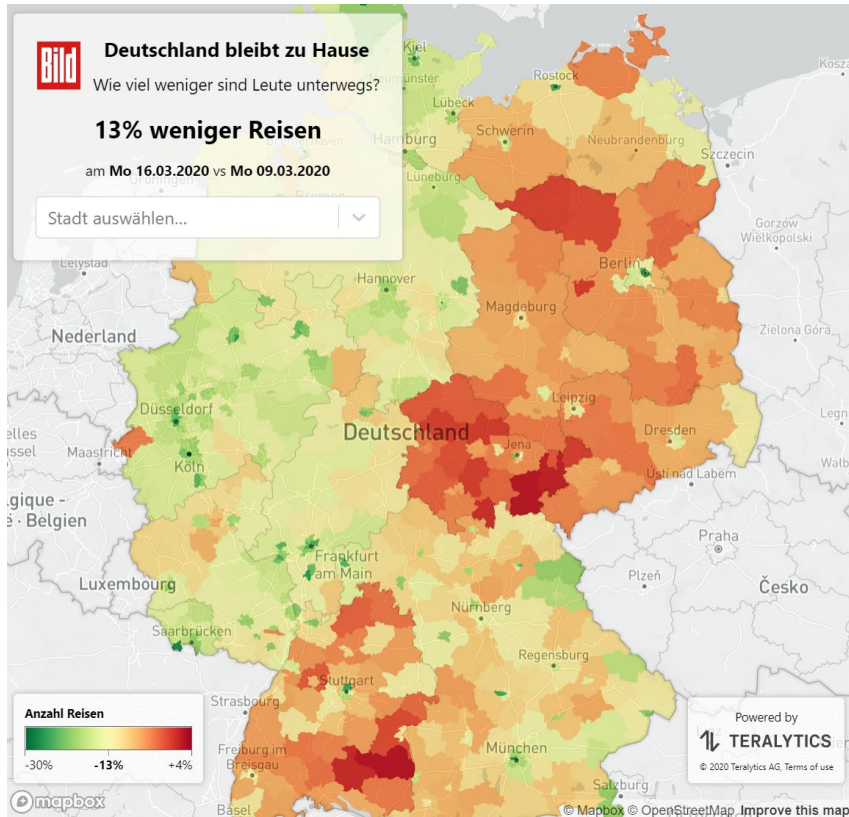 Bild
Deutschland bleibt zu Hause
Wie viel weniger sind Leute unterwegs?
13% weniger Reisen
am Mo 16.03.2020 vs Mo 09.03.2020
Stadt auswählen...
Kiel
Neumünster
Lübeck
Rostock
Hamburg
Schwerin
Neubrandenburg
Szczecin
Groningen
Bremen
Lüneburg
Lelystad
Gorzów
Wielkopolski
Berlin
Hannover
Magdeburg
Nederland
Zielona Góra
Düsseldorf
Leipzig
Deutschland
Dresden
Maastricht
Köln
Jena
Ústí nad Labem
Belgien
Frankfurt
am Main
Praha
Luxembourg
Plzeň
Česko
Nürnberg
Saarbrücken
Regensburg
Stuttgart
Strasbourg
Freiburg im
Breisgau
München
Salzburg
Basel
Anzahl Reisen
-30%
-13%
+4%
Powered by
TERALYTICS
© 2020 Teralytics AG, Terms of use
mapbox
© Mapbox © OpenStreetMap Improve this map